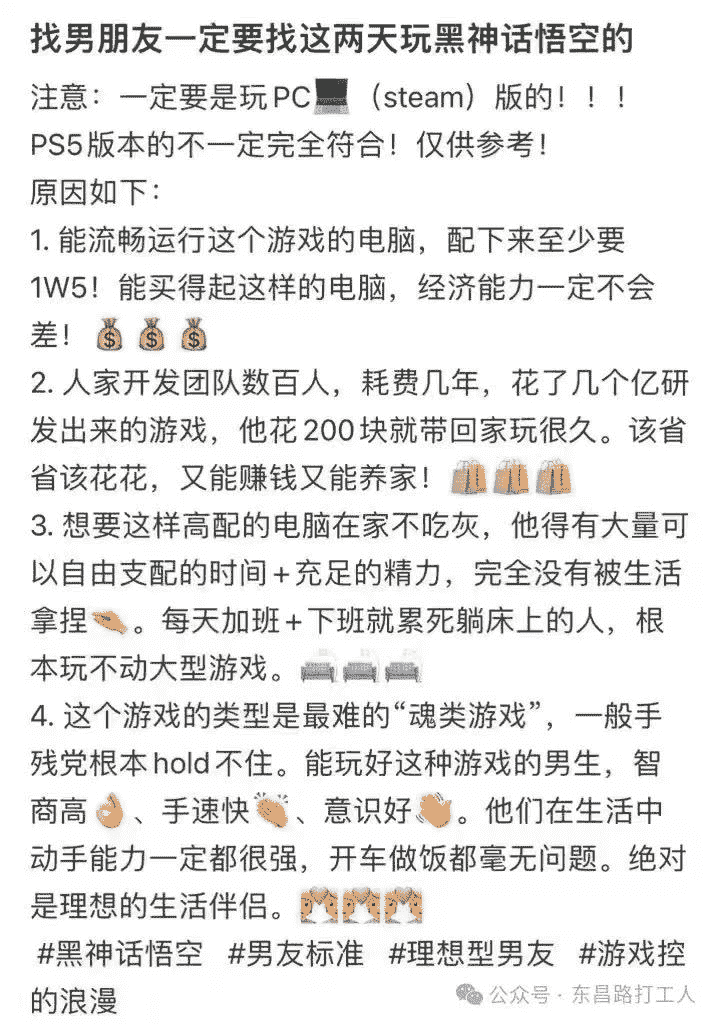 找男朋友一定要找这两天玩黑神话悟空的
注意：一定要是玩PC💻（steam）版的！！！
PS5版本的不一定完全符合！仅供参考！
原因如下：
1. 能流畅运行这个游戏的电脑，配下来至少要
1W5！能买得起这样的电脑，经济能力一定不会
差！💰💰💰
2. 人家开发团队数百人，耗费几年，花了几个亿研
发出来的游戏，他花200块就带回家玩很久。该省
省该花花，又能赚钱又能养家！🛍️🛍️🛍️
3. 想要这样高配的电脑在家不吃灰，他得有大量可
以自由支配的时间+充足的精力，完全没有被生活
拿捏🤏。每天加班+下班就累死躺床上的人，根
本玩不动大型游戏。🛋️🛋️🛋️
4. 这个游戏的类型是最难的“魂类游戏”，一般手
残党根本hold不住。能玩好这种游戏的男生，智
商高👌、手速快👏、意识好👋。他们在生活中
动手能力一定都很强，开车做饭都毫无问题。绝对
是理想的生活伴侣。🫶🫶🫶
#黑神话悟空 #男友标准 #理想型男友 #游戏控
的浪漫
公众号·东昌路打工人